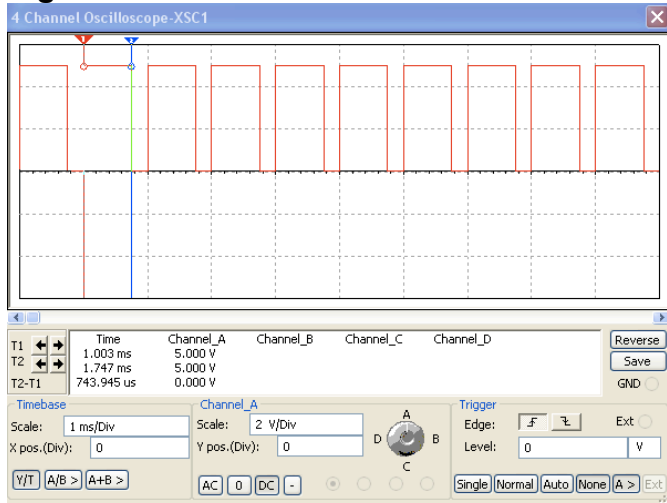 4 Channel Oscilloscope-XSC1
1 2
Time Channel_A Channel_B Channel_C Channel_D
T1 1.003 ms 5.000 V
T2 1.747 ms 5.000 V
T2-T1 743.945 us 0.000 V
Reverse
Save
GND
Timebase
Scale: 1 ms/Div
X pos.(Div): 0
Y/T A/B > A+B >
Channel_A
Scale: 2 V/Div
Y pos.(Div): 0
AC 0 DC -
A
D B
C
Trigger
Edge: Ext
Level: 0 V
Single Normal Auto None A > Ext